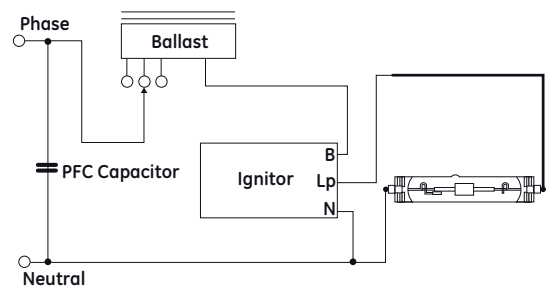 Phase
Ballast
B
PFC Capacitor
Ignitor
Lp
N
Neutral